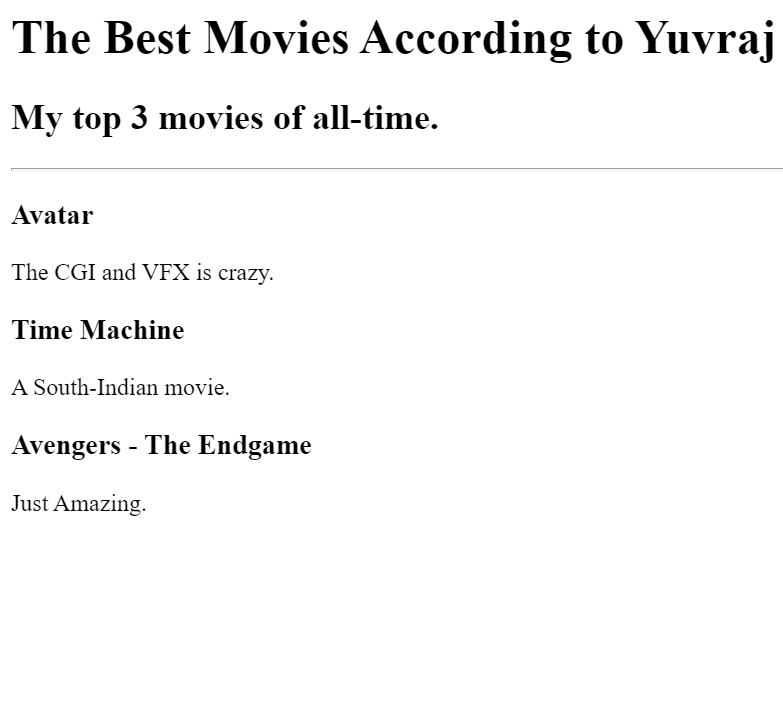 The Best Movies According to Yuvraj
My top 3 movies of all-time.
Avatar
The CGI and VFX is crazy.
Time Machine
A South-Indian movie.
Avengers - The Endgame
Just Amazing.